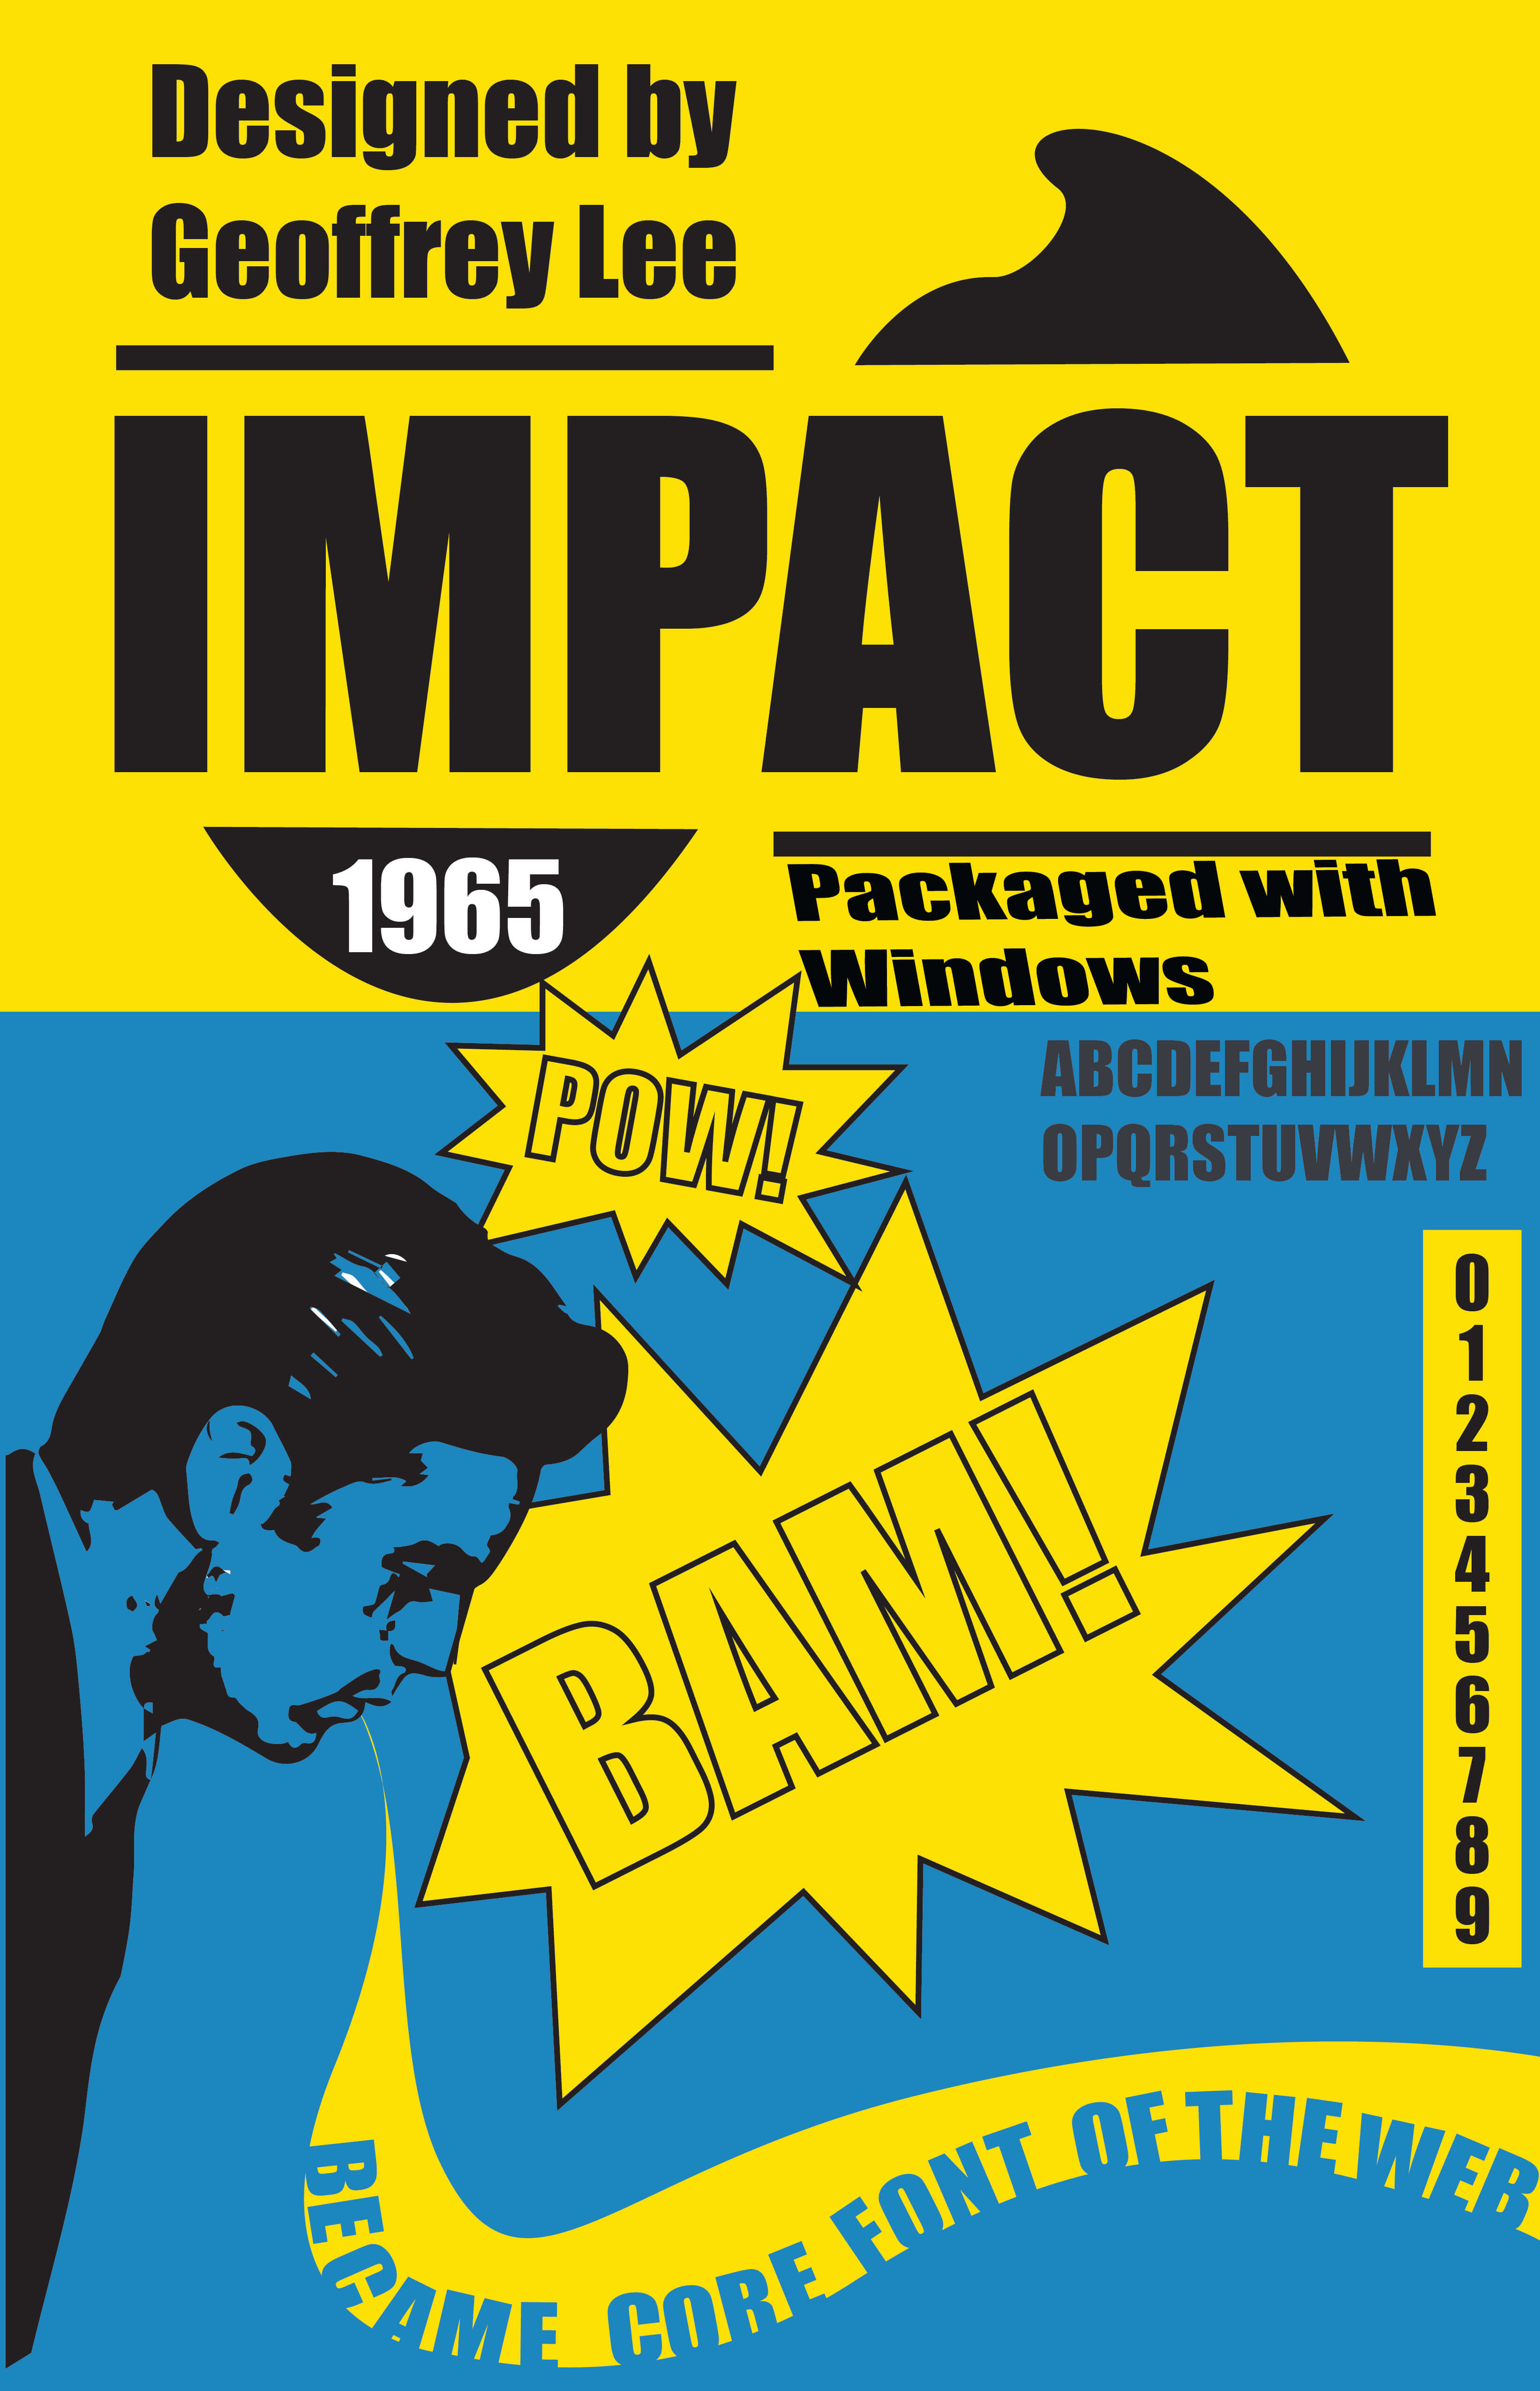 Designed by
Geoffrey Lee
IMPACT
1965
Packaged with
Windows
POW!
ABCDEFGHIJKLMN
OPQRSTUVWXYZ
BAM!
0
1
2
3
4
5
6
7
8
9
BECAME CORE FONT OF THE WEB